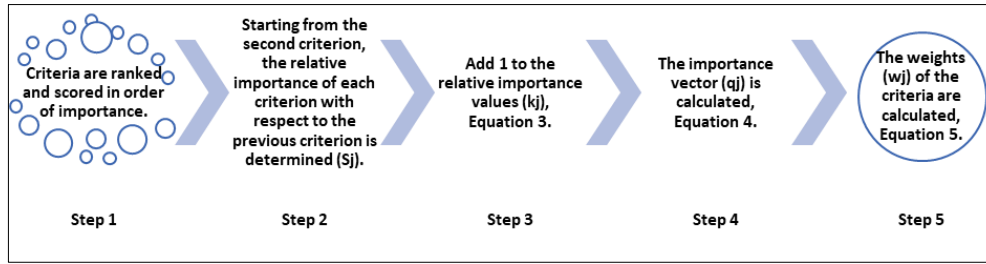 Criteria are ranked
and scored in order
of importance.
Starting from the
second criterion,
the relative
importance of each
criterion with
respect to the
previous criterion is
determined (Sj).
Add 1 to the
relative importance
values (kj),
Equation 3.
The importance
vector (qj) is
calculated,
Equation 4.
The weights
(wj) of the
criteria are
calculated,
Equation 5.
Step 1
Step 2
Step 3
Step 4
Step 5